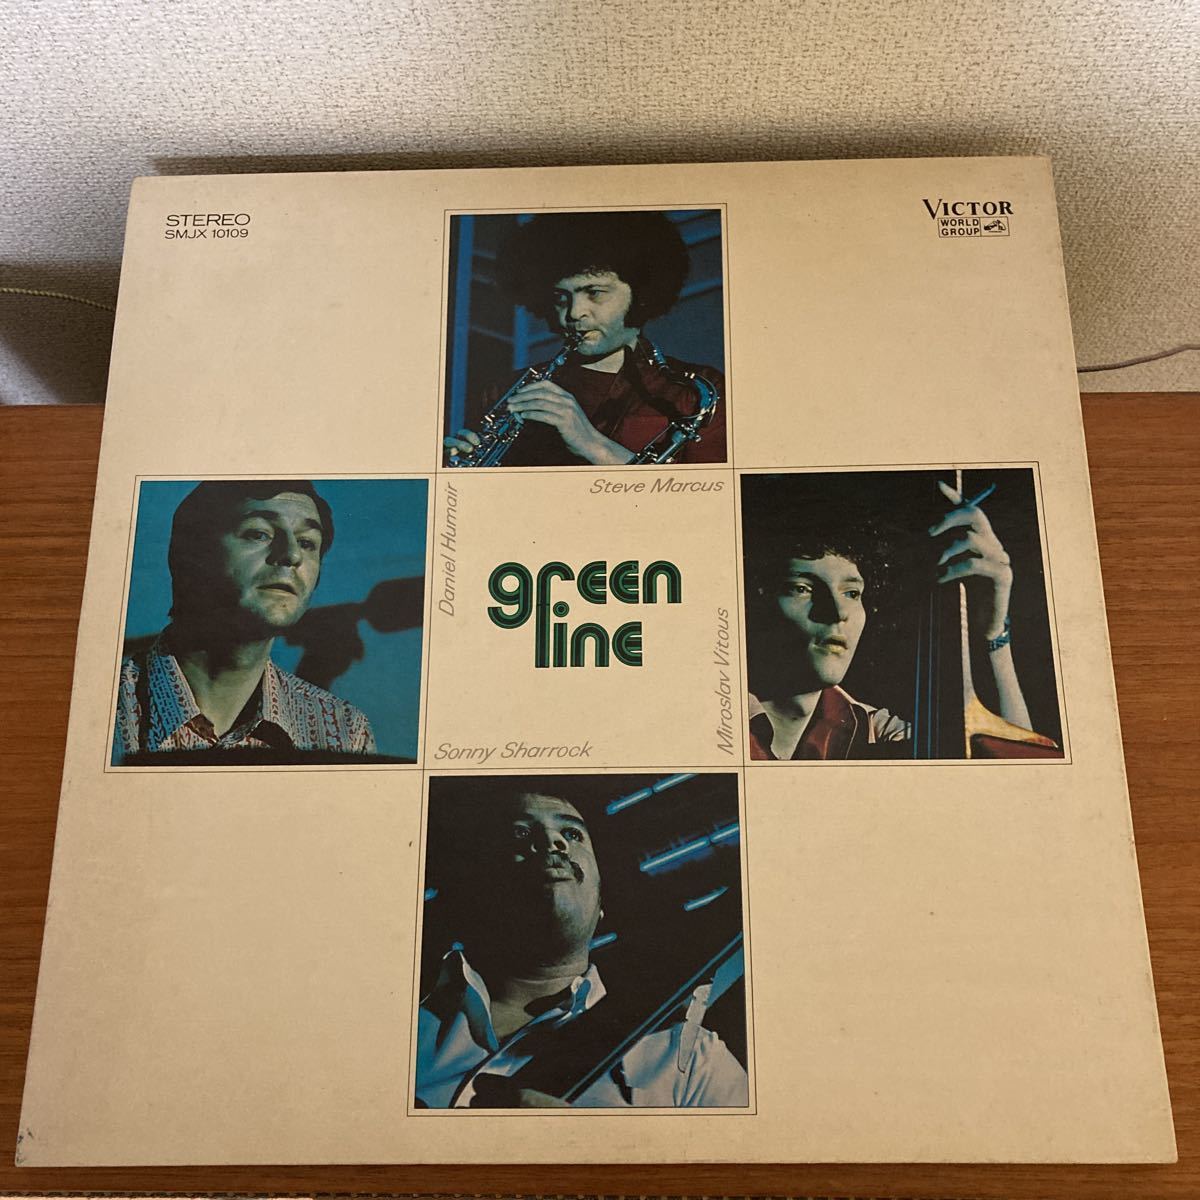 STEREO
SMJX 10109
VICTOR
WORLD
GROUP
Steve Marcus
Daniel Humair
green
line
Miroslav Vitous
Sonny Sharrock